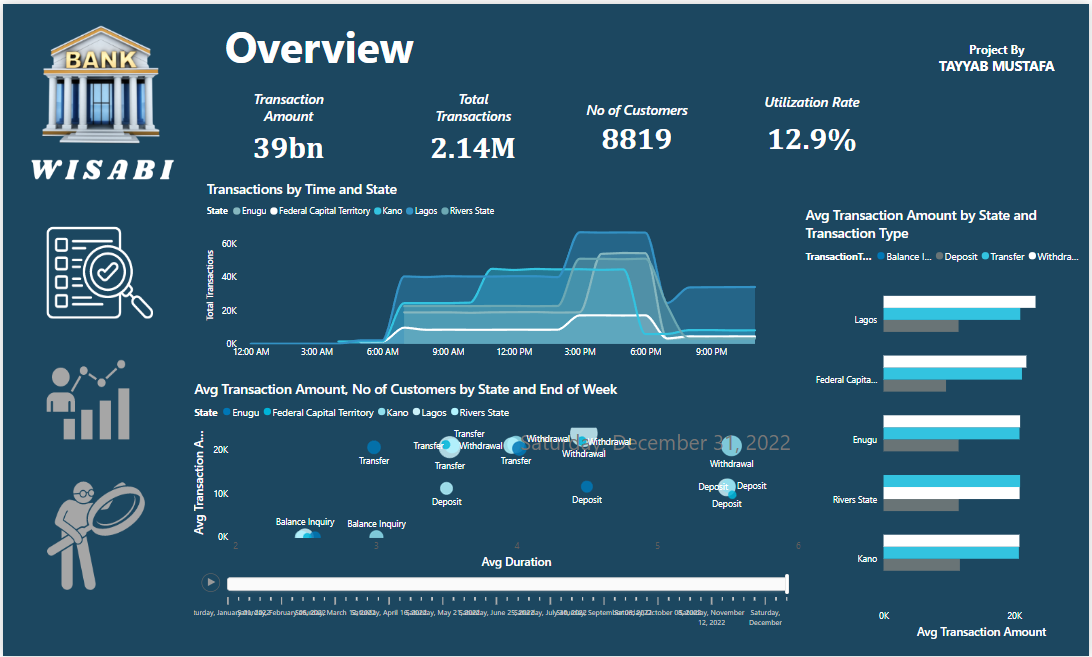 BANK
WISABI
Overview
Project By
TAYYAB MUSTAFA
Transaction
Amount
39bn
Total
Transactions
2.14M
No of Customers
8819
Utilization Rate
12.9%
Transactions by Time and State
State Enugu Federal Capital Territory Kano Lagos Rivers State
Total Transactions
60K
40K
20K
0K
12:00 AM 3:00 AM 6:00 AM 9:00 AM 12:00 PM 3:00 PM 6:00 PM 9:00 PM
Avg Transaction Amount, No of Customers by State and End of Week
State Enugu Federal Capital Territory Kano Lagos Rivers State
Avg Transaction A...
20K
10K
0K
Saturday, December 31, 2022
Transfer
Transfer
Transfer
Transfer
Withdrawal
Transfer
Withdrawal
Withdrawal
Withdrawal
Withdrawal
Deposit
Deposit
Deposit
Deposit
Deposit
Balance Inquiry
Balance Inquiry
2 3 4 5 6
Avg Duration
12, 2022
Saturday,
December
Avg Transaction Amount by State and
Transaction Type
TransactionT... Balance I... Deposit Transfer Withdra...
Lagos
Federal Capita...
Enugu
Rivers State
Kano
0K 20K
Avg Transaction Amount